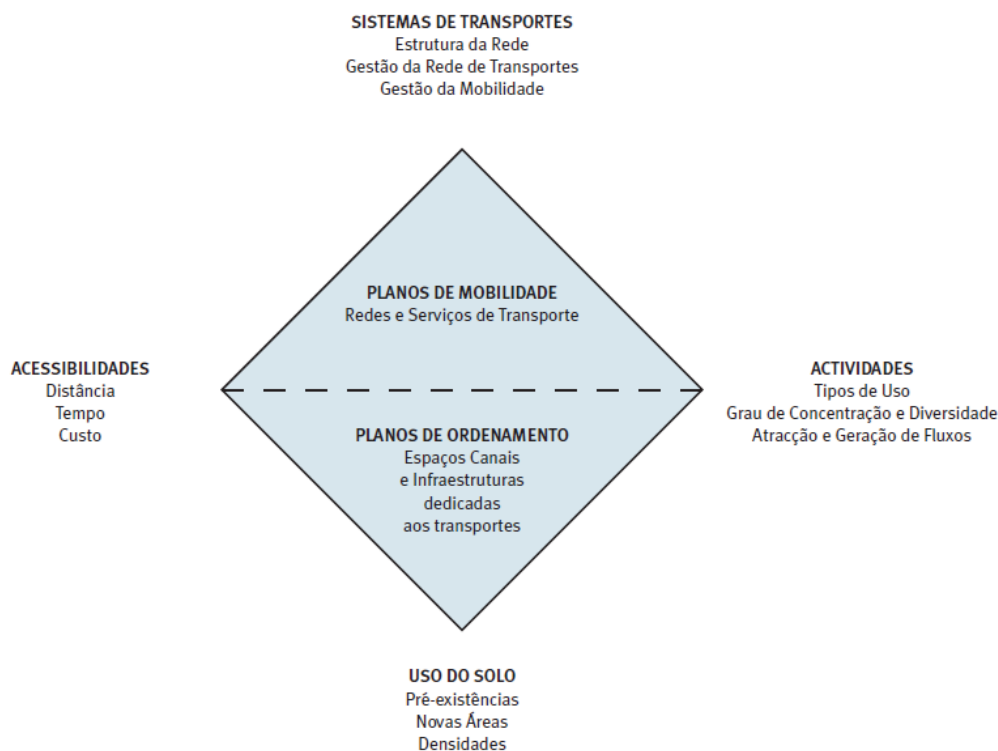 SISTEMAS DE TRANSPORTES
Estrutura da Rede
Gestão da Rede de Transportes
Gestão da Mobilidade
PLANOS DE MOBILIDADE
Redes e Serviços de Transporte
ACESSIBILIDADES
Distância
Tempo
Custo
ACTIVIDADES
Tipos de Uso
Grau de Concentração e Diversidade
Atracção e Geração de Fluxos
PLANOS DE ORDENAMENTO
Espaços Canais
e Infraestruturas
dedicadas
aos transportes
USO DO SOLO
Pré-existências
Novas Áreas
Densidades